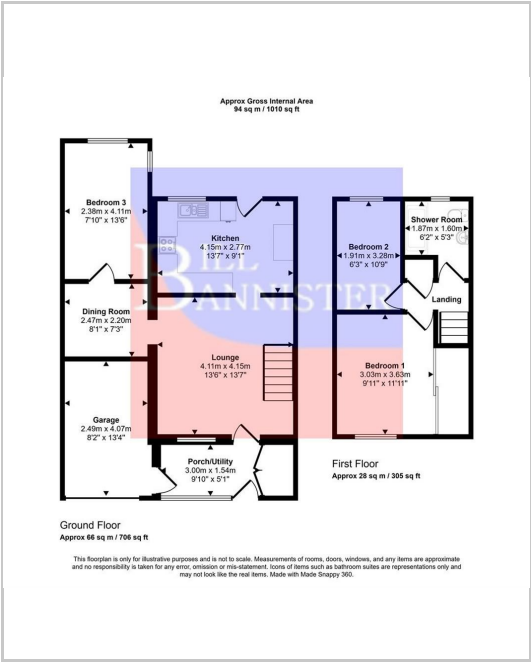 Approx Gross Internal Area
94 sq m / 1010 sq ft
Bedroom 3
2.38m x 4.11m
7'10" x 13'6"
Kitchen
4.15m x 2.77m
13'7" x 9'1"
Dining Room
2.47m x 2.20m
8'1" x 7'3"
Lounge
4.11m x 4.15m
13'6" x 13'7"
Garage
2.49m x 4.07m
8'2" x 13'4"
Porch/Utility
3.00m x 1.54m
9'10" x 5'1"
Ground Floor
Approx 66 sq m / 706 sq ft
Shower Room
1.87m x 1.60m
6'2" x 5'3"
Bedroom 2
1.91m x 3.28m
6'3" x 10'9"
Landing
Bedroom 1
3.03m x 3.63m
9'11" x 11'11"
First Floor
Approx 28 sq m / 305 sq ft
BILL
BANNISTER
This floorplan is only for illustrative purposes and is not to scale. Measurements of rooms, doors, windows, and any items are approximate
and no responsibility is taken for any error, omission or mis-statement. Icons of items such as bathroom suites are representations only and
may not look like the real items. Made with Made Snappy 360.